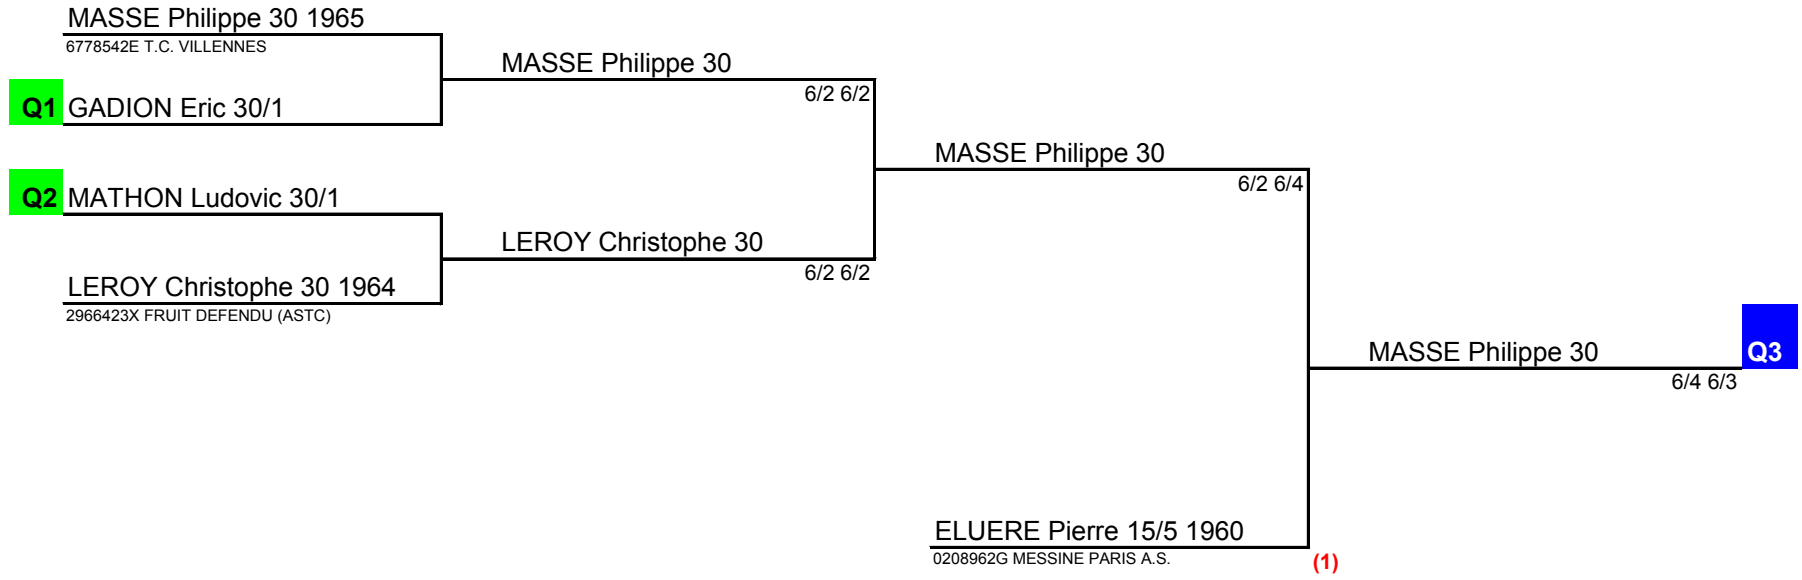 MASSE Philippe 30 1965
6778542E T.C. VILLENNES
MASSE Philippe 30
6/2 6/2
Q1 GADION Eric 30/1
MASSE Philippe 30
6/2 6/4
Q2 MATHON Ludovic 30/1
LEROY Christophe 30
6/2 6/2
LEROY Christophe 30 1964
2966423X FRUIT DEFENDU (ASTC)
MASSE Philippe 30
Q3
6/4 6/3
ELUERE Pierre 15/5 1960
0208962G MESSINE PARIS A.S.
(1)